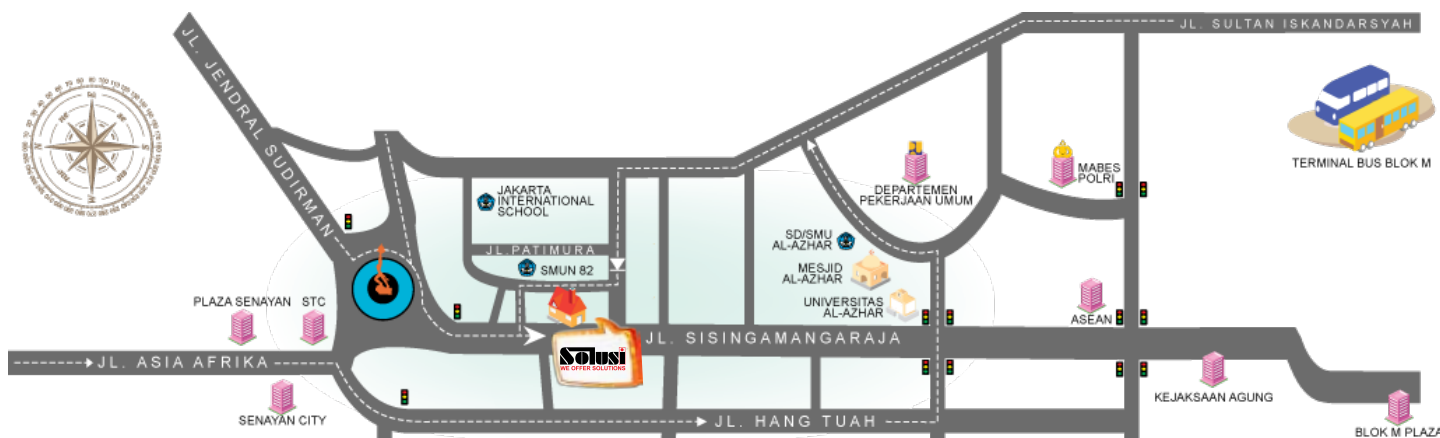 JL. SULTAN ISKANDARSYAH
JL. JENDRAL SUDIRMAN
TERMINAL BUS BLOK M
MABES
POLRI
DEPARTEMEN
PEKERJAAN UMUM
JAKARTA
INTERNATIONAL
SCHOOL
JL.PATIMURA
SMUN 82
SD/SMU
AL-AZHAR
MESJID
AL-AZHAR
UNIVERSITAS
AL-AZHAR
PLAZA SENAYAN
STC
ASEAN
JL. SISINGAMANGARAJA
Solusi
WE OFFER SOLUTIONS
JL. ASIA AFRIKA
SENAYAN CITY
JL. HANG TUAH
KEJAKSAAN AGUNG
BLOK M PLAZA